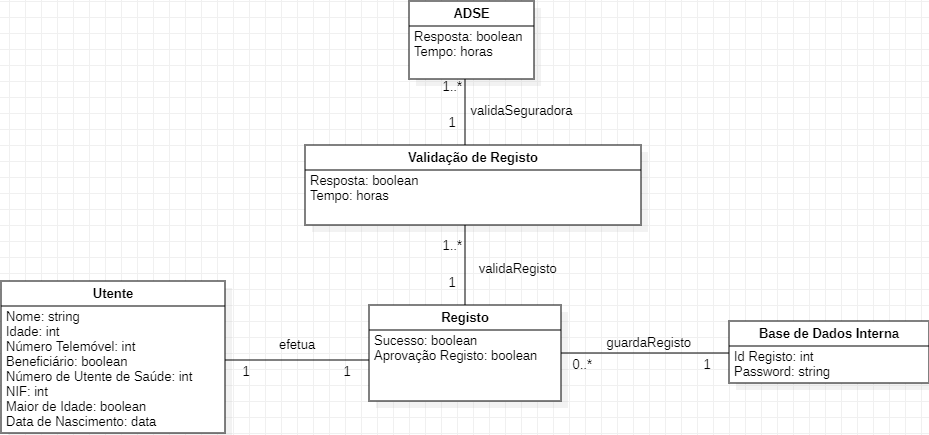 ADSE
Resposta: boolean
Tempo: horas
1..*
validaSeguradora
1
Validação de Registo
Resposta: boolean
Tempo: horas
1..*
validaRegisto
1
Utente
Nome: string
Idade: int
Número Telemóvel: int
Beneficiário: boolean
Número de Utente de Saúde: int
NIF: int
Maior de Idade: boolean
Data de Nascimento: data
efetua
1
1
Registo
Sucesso: boolean
Aprovação Registo: boolean
guardaRegisto
0..*
1
Base de Dados Interna
Id Registo: int
Password: string